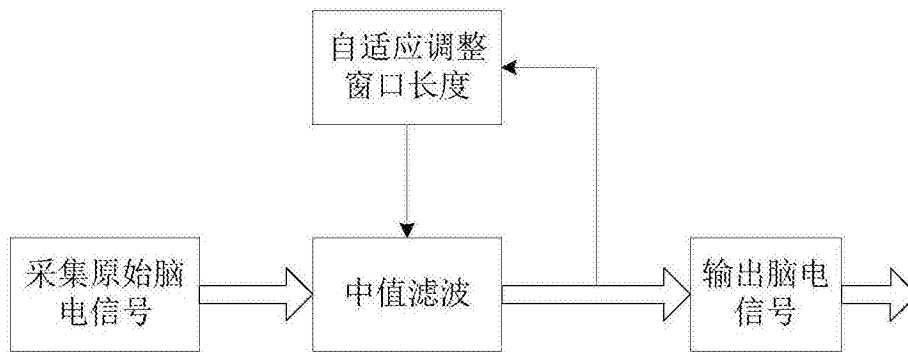 自适应调整
窗口长度
采集原始脑
电信号
中值滤波
输出脑电
信号